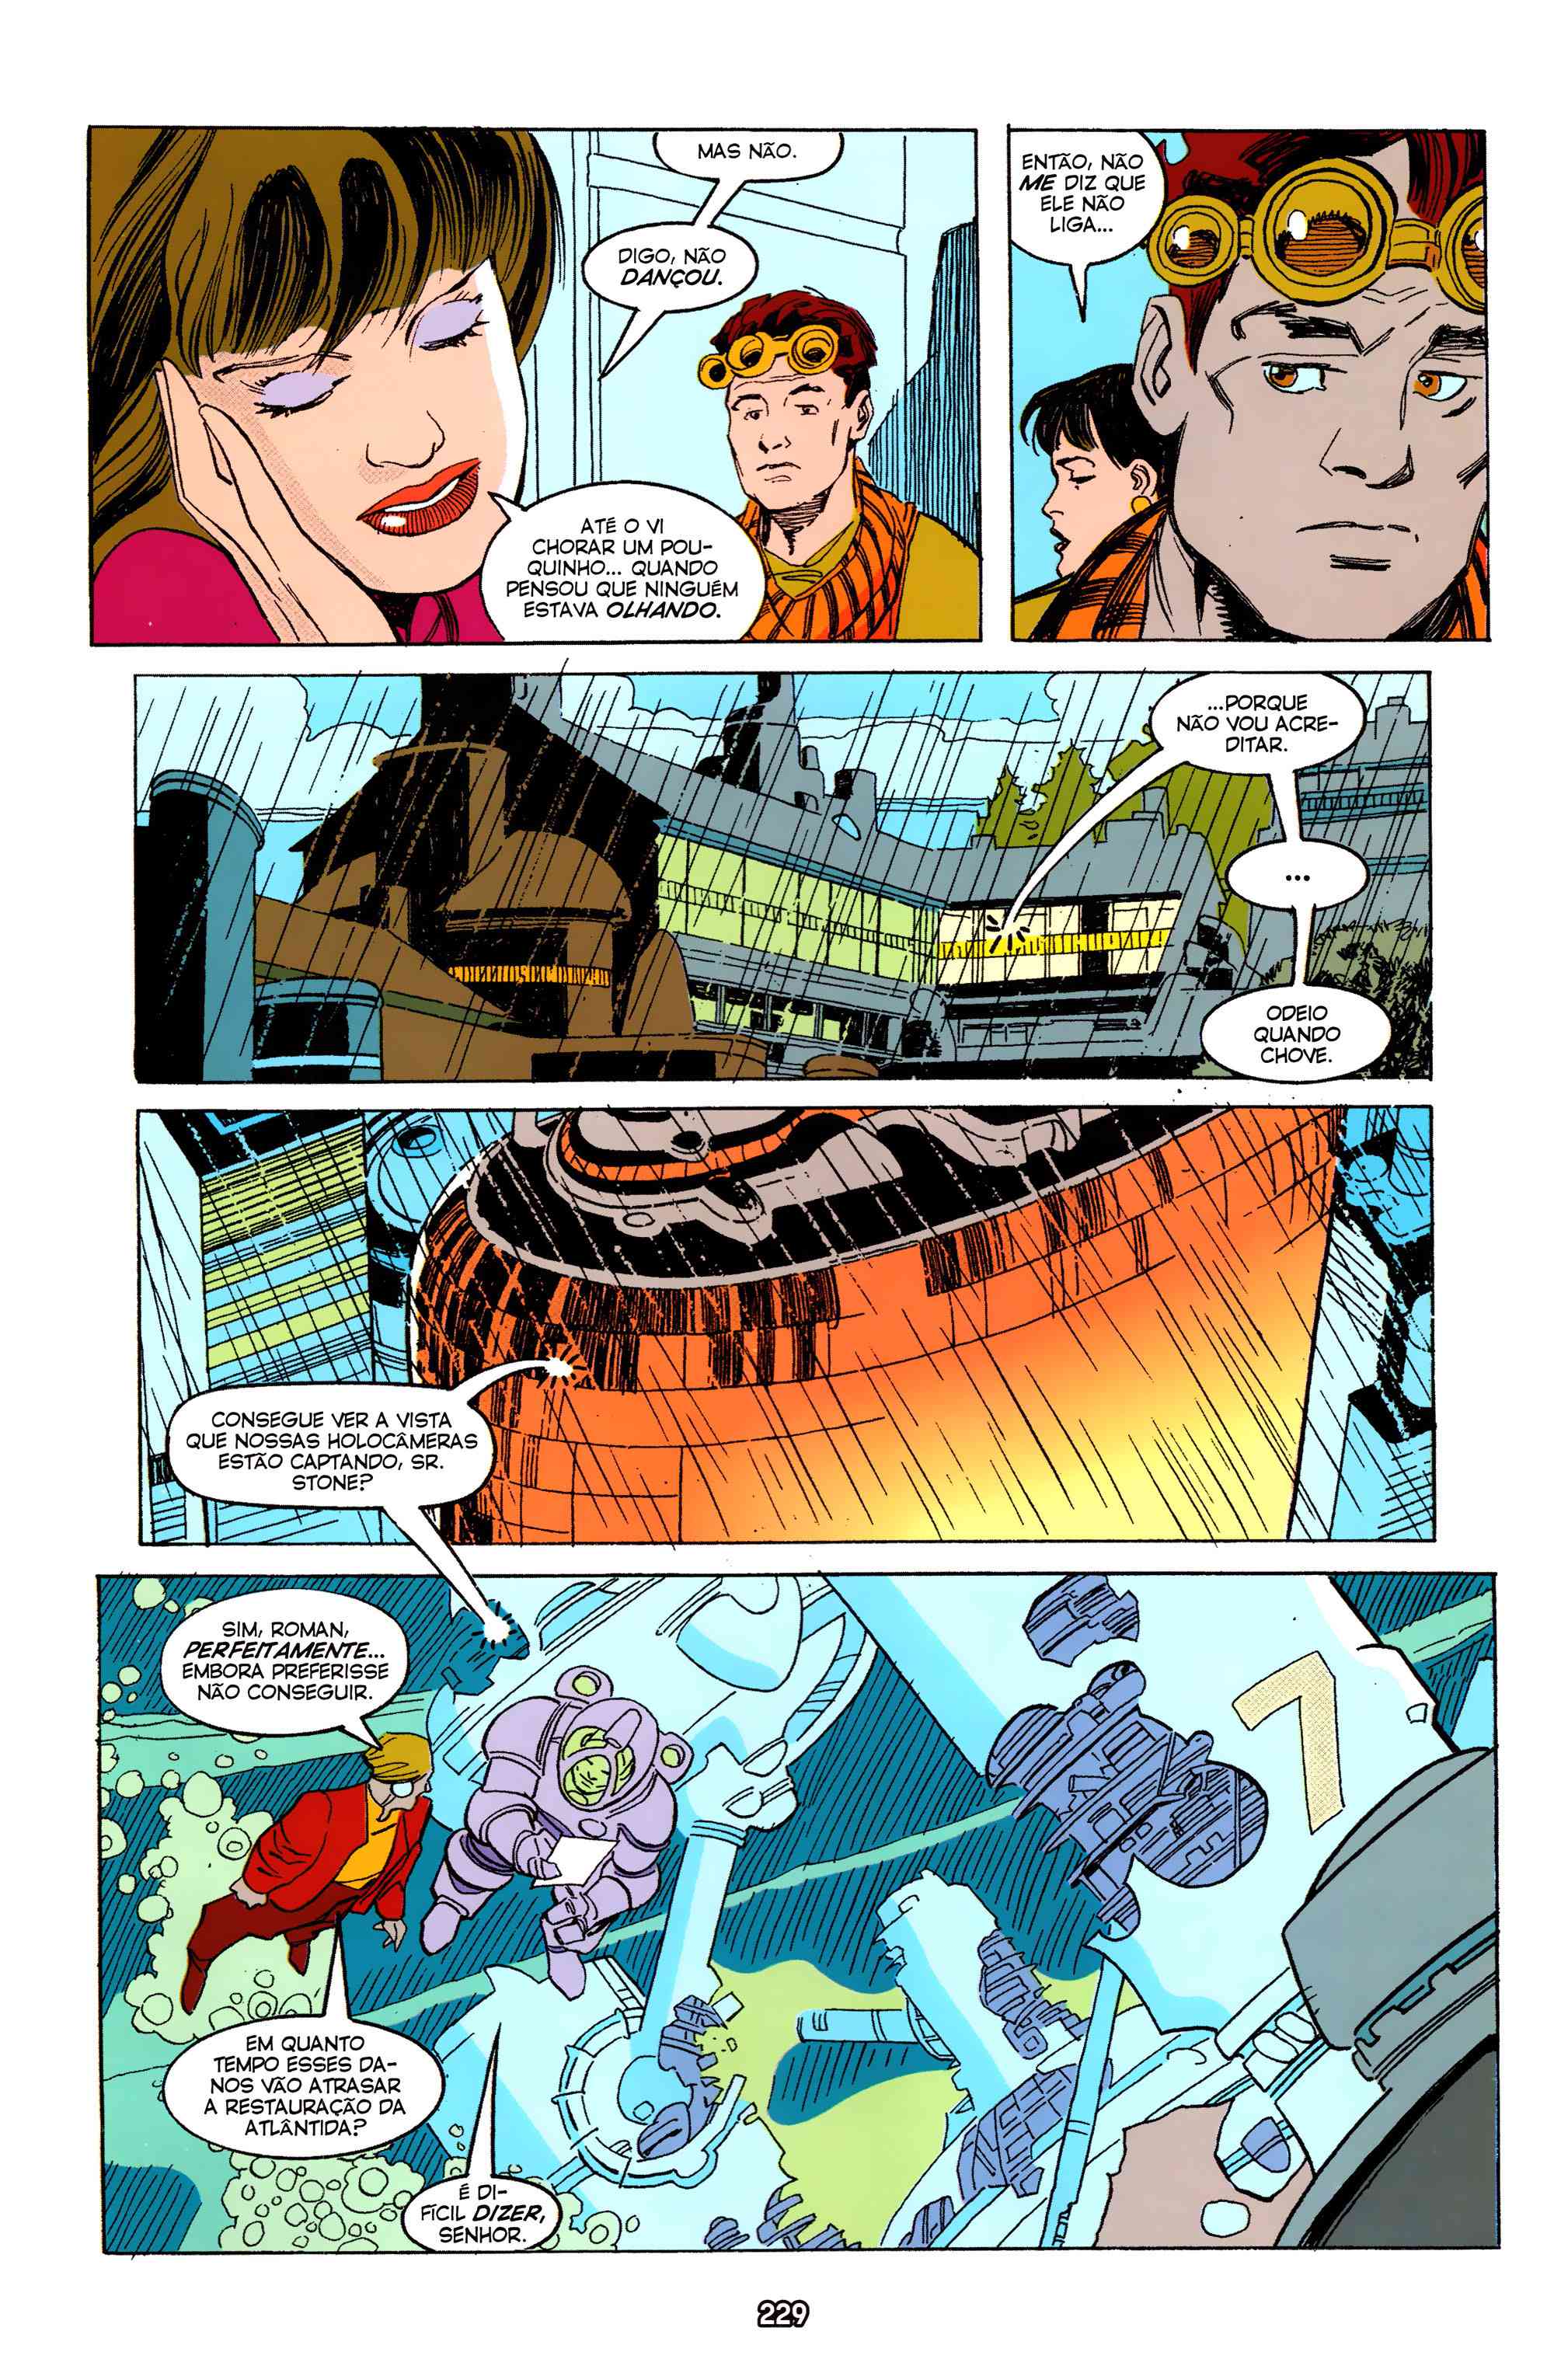 MAS NÃO.
DIGO, NÃO
DANÇOU.
ATÉ O VI
CHORAR UM POU-
QUINHO... QUANDO
PENSOU QUE NINGUÉM
ESTAVA OLHANDO.
ENTÃO, NÃO
ME DIZ QUE
ELE NÃO
LIGA...
...PORQUE
NÃO VOU ACRE-
DITAR.
...
ODEIO
QUANDO
CHOVE.
CONSEGUE VER A VISTA
QUE NOSSAS HOLOCÂMERAS
ESTÃO CAPTANDO, SR.
STONE?
SIM, ROMAN,
PERFEITAMENTE...
EMBORA PREFERISSE
NÃO CONSEGUIR.
7
EM QUANTO
TEMPO ESSES DA-
NOS VÃO ATRASAR
A RESTAURAÇÃO DA
ATLÂNTIDA?
É DI-
FÍCIL DIZER,
SENHOR.
229